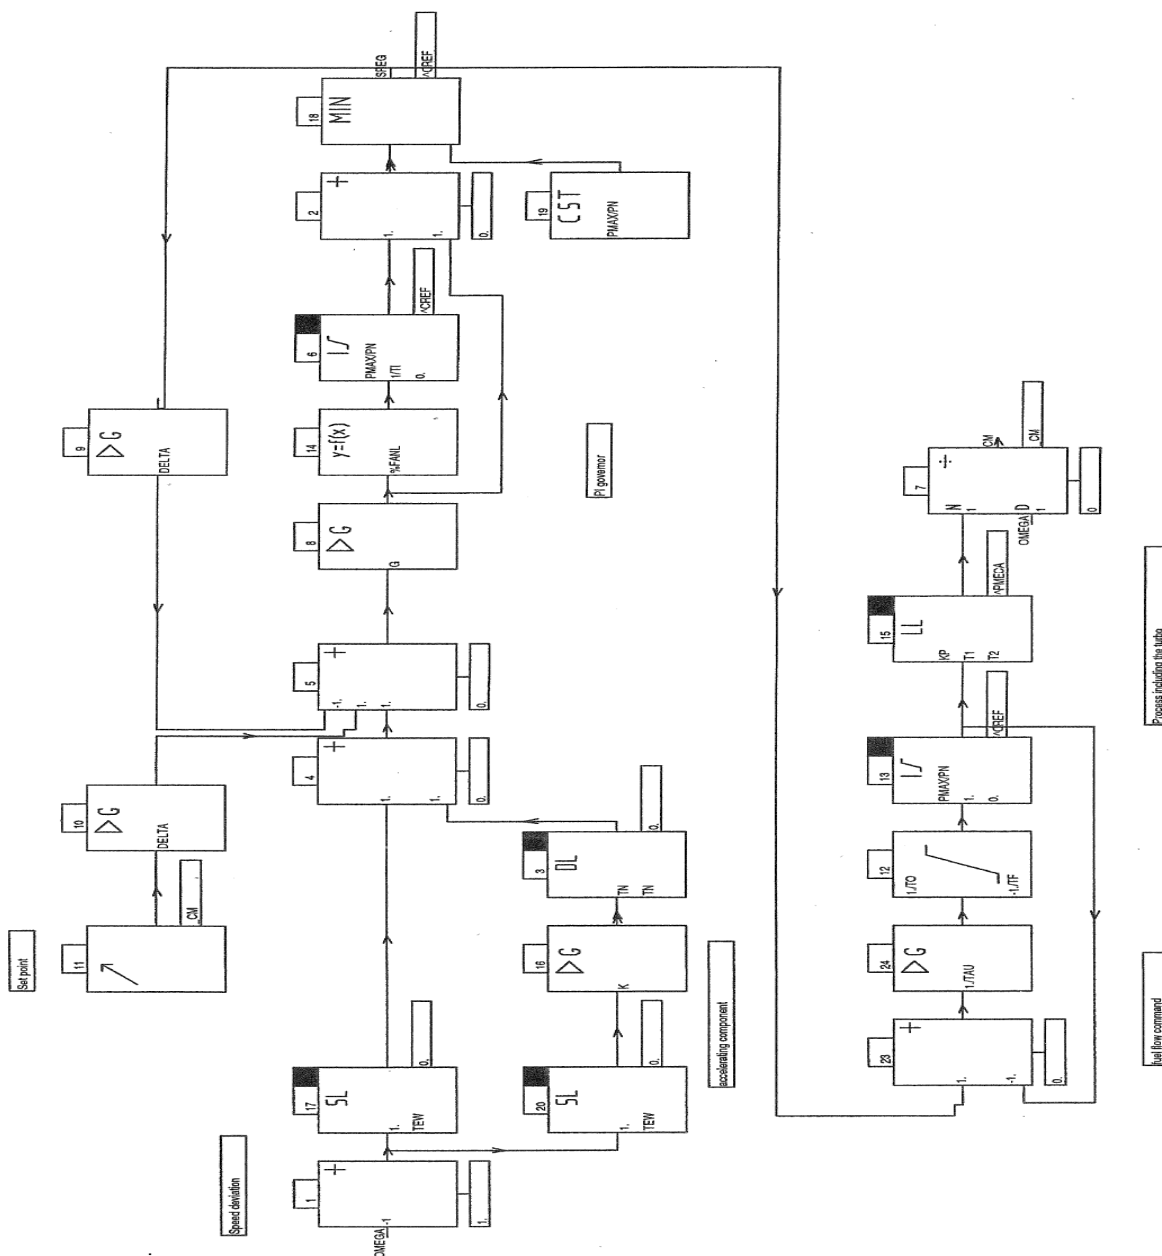 Set point
11
_CM
10
▷G
DELTA
9
▷G
DELTA
Speed deviation
OMEGA
-1
1
+
1.
17
SL
1.
TEW
0.
4
+
1.
1.
0.
5
+
-1.
1.
1.
0.
8
▷G
G
14
y=f(x)
%FANL
6
I
PMAX/PN
1/TI
0.
^CREF
2
+
1.
1.
0.
18
MIN
SREG
^CREF
20
SL
1.
TEW
0.
16
▷G
K
3
DL
TN
TN
0.
19
CST
PMAX/PN
accelerating component
PI governor
23
+
1.
-1.
0.
24
▷G
1./TAU
12
1./TO
-1./TF
13
I
PMAX/PN
1.
0.
^CREF
15
LL
KP
T1
T2
^PMECA
7
÷
N
1
D
1
OMEGA
0
CM
_CM
fuel flow command
Process including the turbo